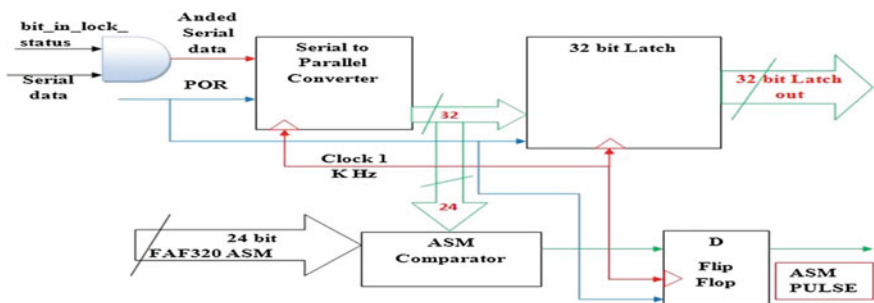 bit_in_lock_
status
Serial
data
Anded
Serial
data
POR
Serial to
Parallel
Converter
32
32 bit Latch
32 bit Latch
out
Clock 1
K Hz
24
24 bit
FAF320 ASM
ASM
Comparator
D
Flip
Flop
ASM
PULSE